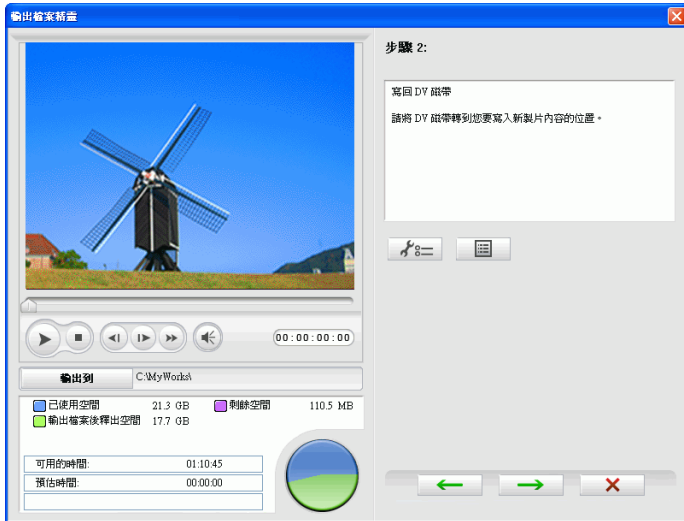 輸出檔案精靈
步驟 2:
寫回 DV 磁帶
請將 DV 磁帶轉到您要寫入新製片內容的位置。
00:00:00:00
輸出到 C:\MyWorks\
已使用空間 21.3 GB 剩餘空間 110.5 MB
輸出檔案後釋出空間 17.7 GB
可用的時間: 01:10:45
預估時間: 00:00:00